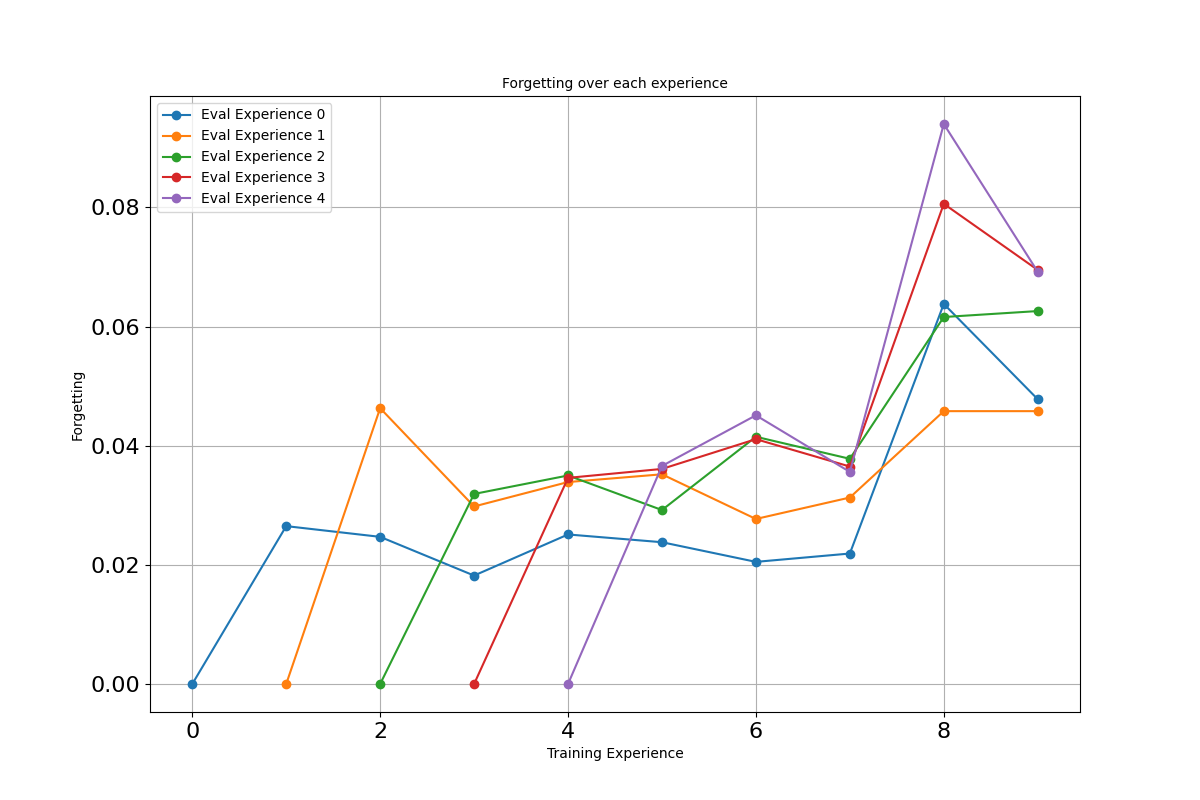 Forgetting over each experience
Eval Experience 0
Eval Experience 1
Eval Experience 2
Eval Experience 3
Eval Experience 4
0.08
0.06
0.04
0.02
0.00
Forgetting
0 2 4 6 8
Training Experience